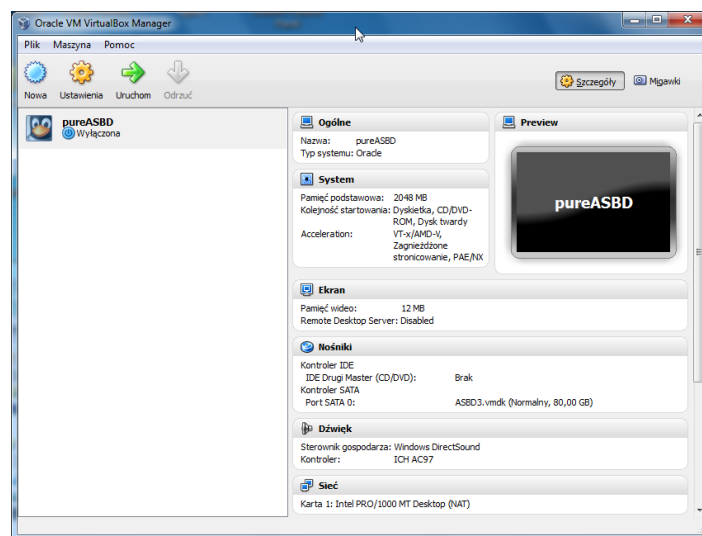 Oracle VM VirtualBox Manager
Plik Maszyna Pomoc
Nowa Ustawienia Uruchom Odrzuć
Szczegóły Migawki
pureASBD
Wyłączona
Ogólne
Nazwa: pureASBD
Typ systemu: Oracle
System
Pamięć podstawowa: 2048 MB
Kolejność startowania: Dyskietka, CD/DVD-
ROM, Dysk twardy
Acceleration: VT-x/AMD-V,
Zagnieżdżone
stronicowanie, PAE/NX
Preview
pureASBD
Ekran
Pamięć wideo: 12 MB
Remote Desktop Server: Disabled
Nośniki
Kontroler IDE
IDE Drugi Master (CD/DVD): Brak
Kontroler SATA
Port SATA 0: ASBD3.vmdk (Normalny, 80,00 GB)
Dźwięk
Sterownik gospodarza: Windows DirectSound
Kontroler: ICH AC97
Sieć
Karta 1: Intel PRO/1000 MT Desktop (NAT)